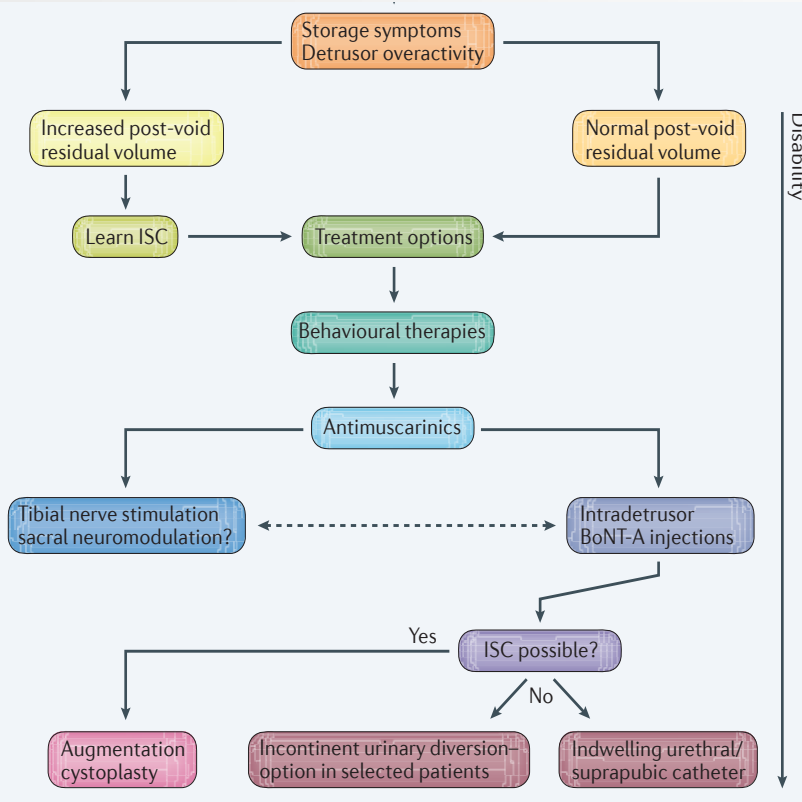 Storage symptoms
Detrusor overactivity
Increased post-void
residual volume
Normal post-void
residual volume
Disability
Learn ISC
Treatment options
Behavioural therapies
Antimuscarinics
Tibial nerve stimulation
sacral neuromodulation?
Intradetrusor
BoNT-A injections
Yes
ISC possible?
No
Augmentation
cystoplasty
Incontinent urinary diversion–
option in selected patients
Indwelling urethral/
suprapubic catheter